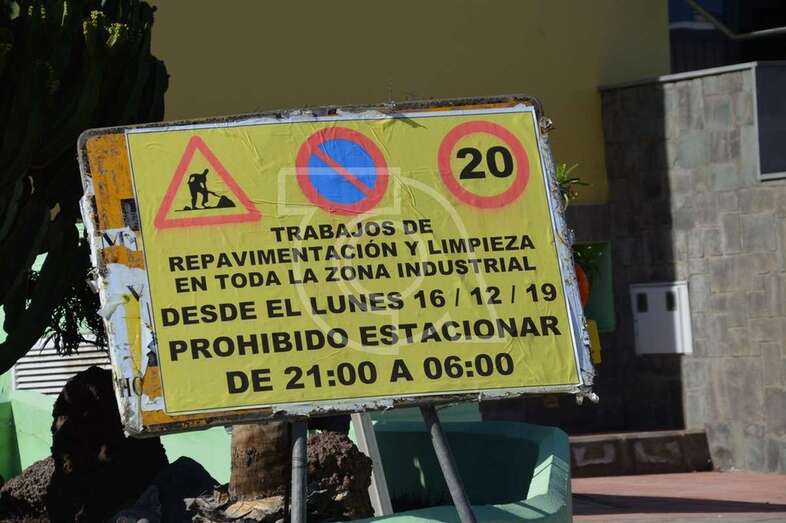 20
TRABAJOS DE
REPAVIMENTACIÓN Y LIMPIEZA
EN TODA LA ZONA INDUSTRIAL
DESDE EL LUNES 16 / 12 / 19
PROHIBIDO ESTACIONAR
DE 21:00 A 06:00